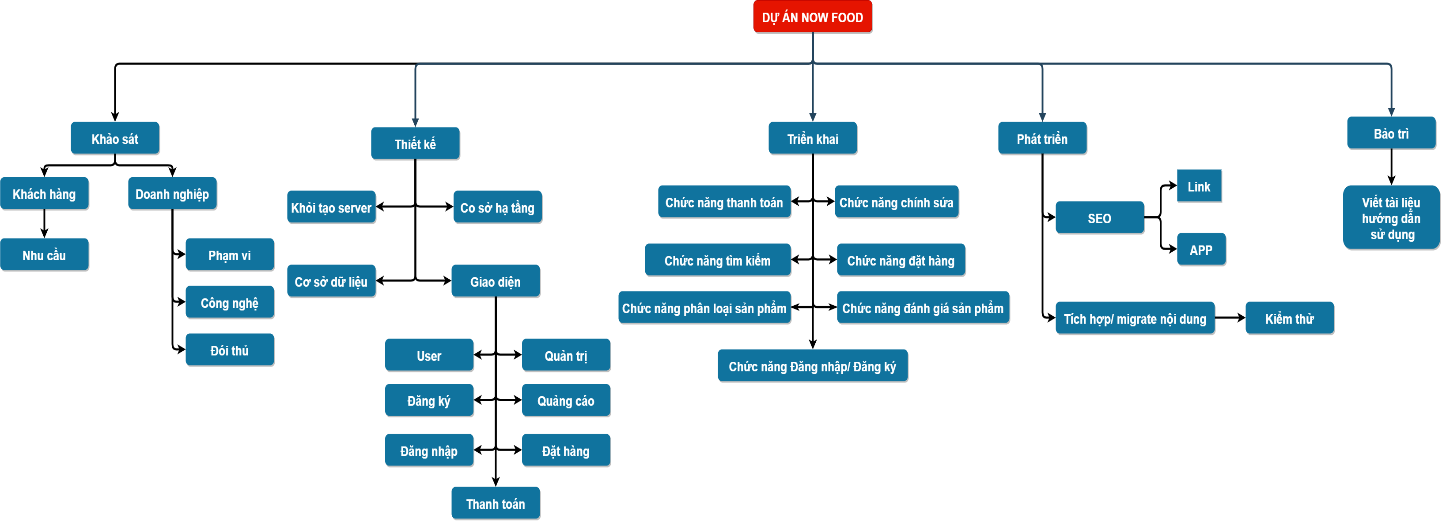 DỰ ÁN NOW FOOD
Khảo sát
Thiết kế
Triển khai
Phát triển
Bảo trì
Khách hàng
Doanh nghiệp
Nhu cầu
Phạm vi
Công nghệ
Đói thủ
Khỏi tạo server
Co sở hạ tầng
Cơ sở dữ liệu
Giao diện
User
Quản trị
Đăng ký
Quảng cáo
Đăng nhập
Đặt hàng
Thanh toán
Chức năng thanh toán
Chức năng chính sửa
Chức năng tìm kiếm
Chức năng đặt hàng
Chức năng phân loại sản phẩm
Chức năng đánh giá sản phẩm
Chức năng Đăng nhập/ Đăng ký
SEO
Link
APP
Tích hợp/ migrate nội dung
Kiểm thử
Viết tài liệu
hướng dẫn
sử dụng